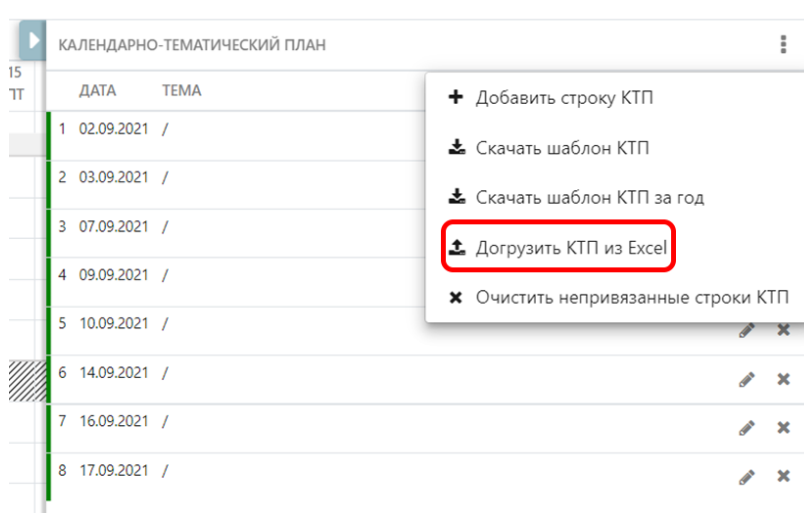 КАЛЕНДАРНО-ТЕМАТИЧЕСКИЙ ПЛАН
15
ПТ
ДАТА ТЕМА
Добавить строку КТП
Скачать шаблон КТП
Скачать шаблон КТП за год
Догрузить КТП из Excel
Очистить непривязанные строки КТП
1 02.09.2021 /
2 03.09.2021 /
3 07.09.2021 /
4 09.09.2021 /
5 10.09.2021 /
6 14.09.2021 /
7 16.09.2021 /
8 17.09.2021 /